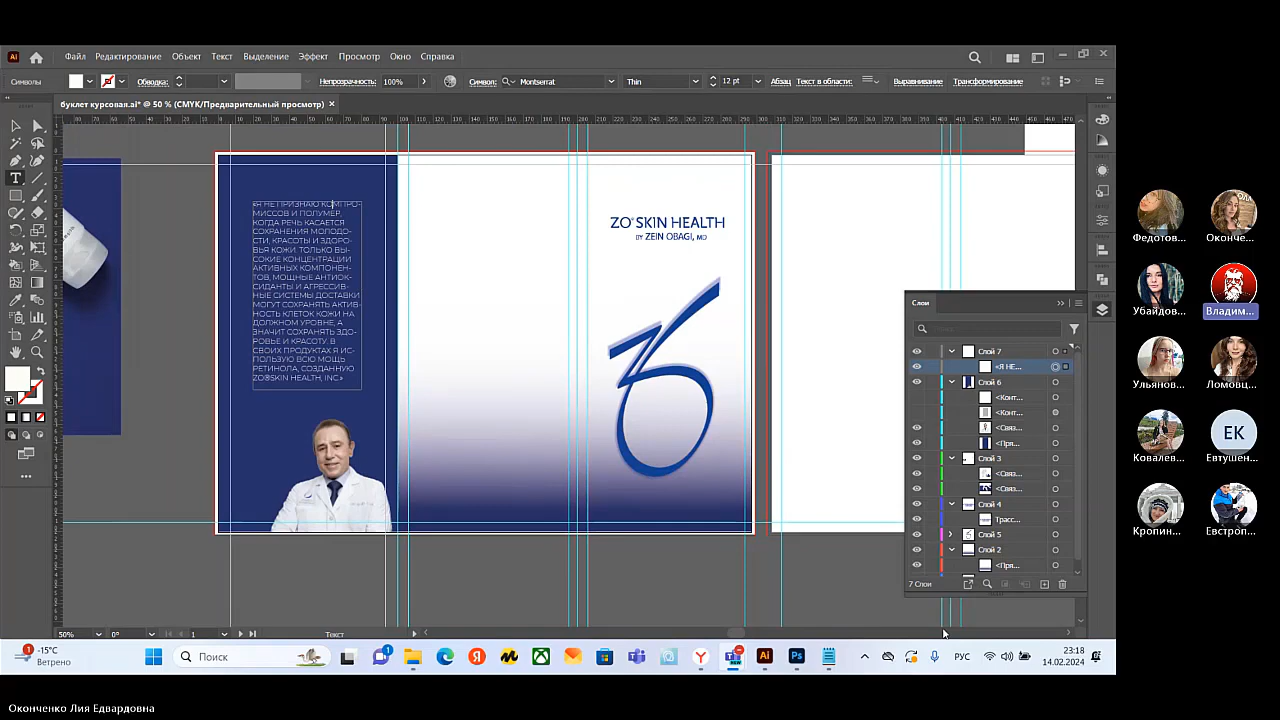 Файл Редактирование Объект Текст Выделение Эффект Просмотр Окно Справка
Символы Обводка: Непрозрачность: 100% Символ: Montserrat Thin 12 pt Абзац Текст в области: Выравнивание Трансформирование
буклет курсовая.ai* @ 50 % (CMYK/Предварительный просмотр) ×
«Я НЕ ПРИЗНАЮ КОМПРО-
МИССОВ И ПОЛУМЕР,
КОГДА РЕЧЬ КАСАЕТСЯ
СОХРАНЕНИЯ МОЛОДО-
СТИ, КРАСОТЫ И ЗДОРО-
ВЬЯ КОЖИ. ТОЛЬКО ВЫ-
СОКИЕ КОНЦЕНТРАЦИИ
АКТИВНЫХ КОМПОНЕН-
ТОВ, МОЩНЫЕ АНТИОК-
СИДАНТЫ И АГРЕССИВ-
НЫЕ СИСТЕМЫ ДОСТАВКИ
МОГУТ СОХРАНЯТЬ АКТИВ-
НОСТЬ КЛЕТОК КОЖИ НА
ДОЛЖНОМ УРОВНЕ, А
ЗНАЧИТ СОХРАНЯТЬ ЗДО-
РОВЬЕ И КРАСОТУ. В
СВОИХ ПРОДУКТАХ Я ИС-
ПОЛЬЗУЮ ВСЮ МОЩЬ
РЕТИНОЛА, СОЗДАННУЮ
ZO®SKIN HEALTH, INC.»
ZO® SKIN HEALTH
BY ZEIN OBAGI, MD
Слои
Слой 7
«Я НЕ...
Слой 6
<Конт...
<Конт...
<Связ...
<Пря...
Слой 3
<Связ...
<Связ...
Слой 4
Трасс...
Слой 5
Слой 2
<Пря...
7 Слои
50% 0° 1 Текст
Федотов...
Оконче...
Убайдов...
Владим...
Ульянов...
Ломовц...
Ковалев...
ЕК
Евтушен...
Кропин...
Евстроп...
-15°C
Ветрено
Поиск
РУС
23:18
14.02.2024
Оконченко Лия Едвардовна